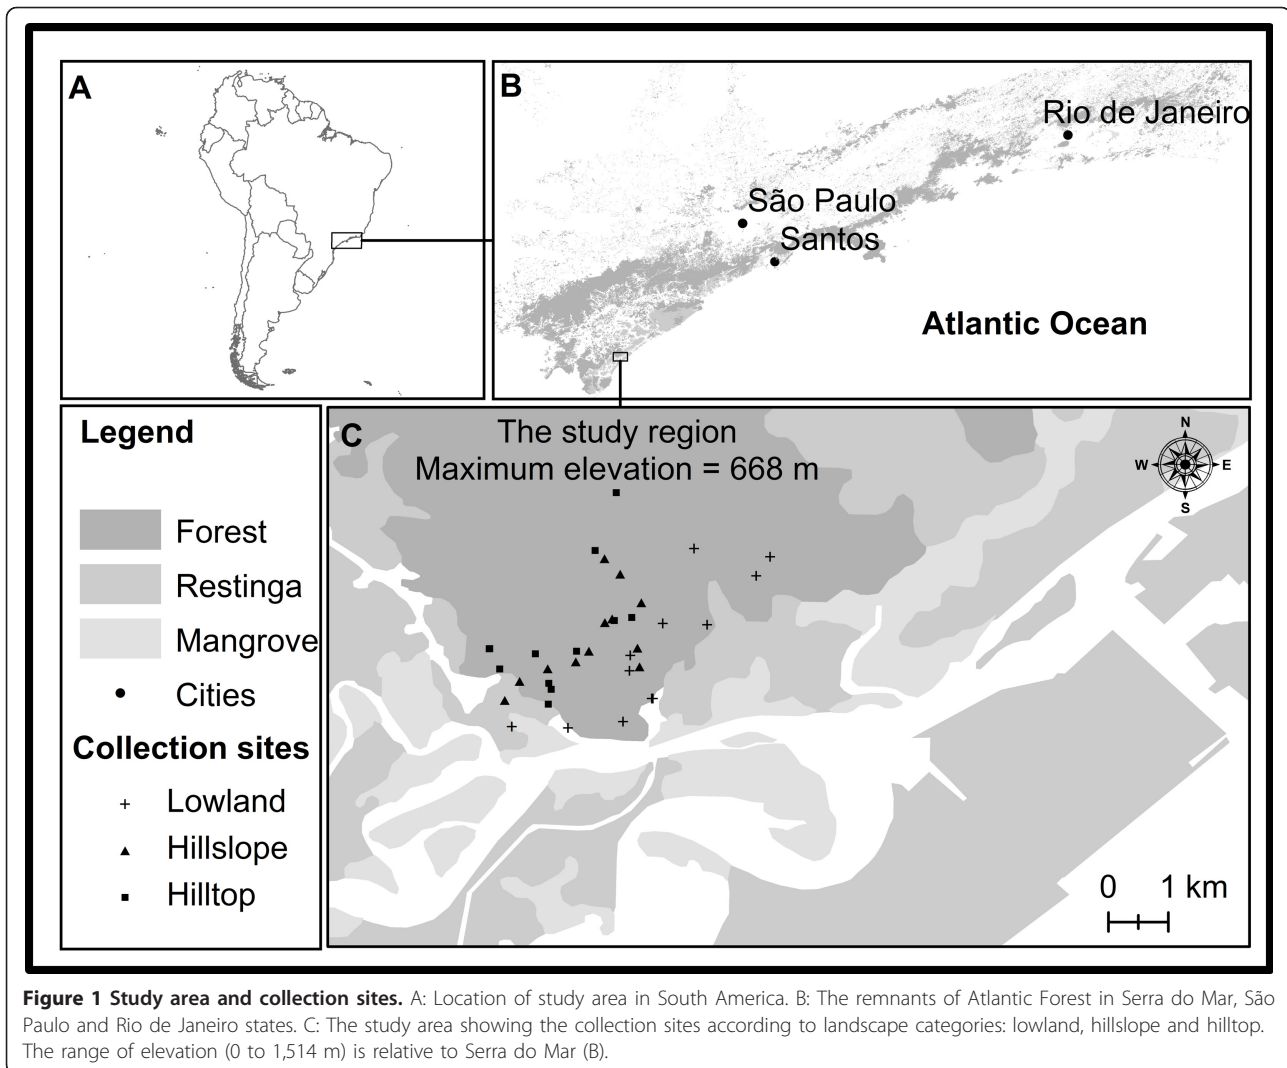 A
B
Rio de Janeiro
São Paulo
Santos
Atlantic Ocean
Legend
Forest
Restinga
Mangrove
Cities
Collection sites
Lowland
Hillslope
Hilltop
C
The study region
Maximum elevation = 668 m
N
W E
S
0 1 km
Figure 1 Study area and collection sites. A: Location of study area in South America. B: The remnants of Atlantic Forest in Serra do Mar, São
Paulo and Rio de Janeiro states. C: The study area showing the collection sites according to landscape categories: lowland, hillslope and hilltop.
The range of elevation (0 to 1,514 m) is relative to Serra do Mar (B).